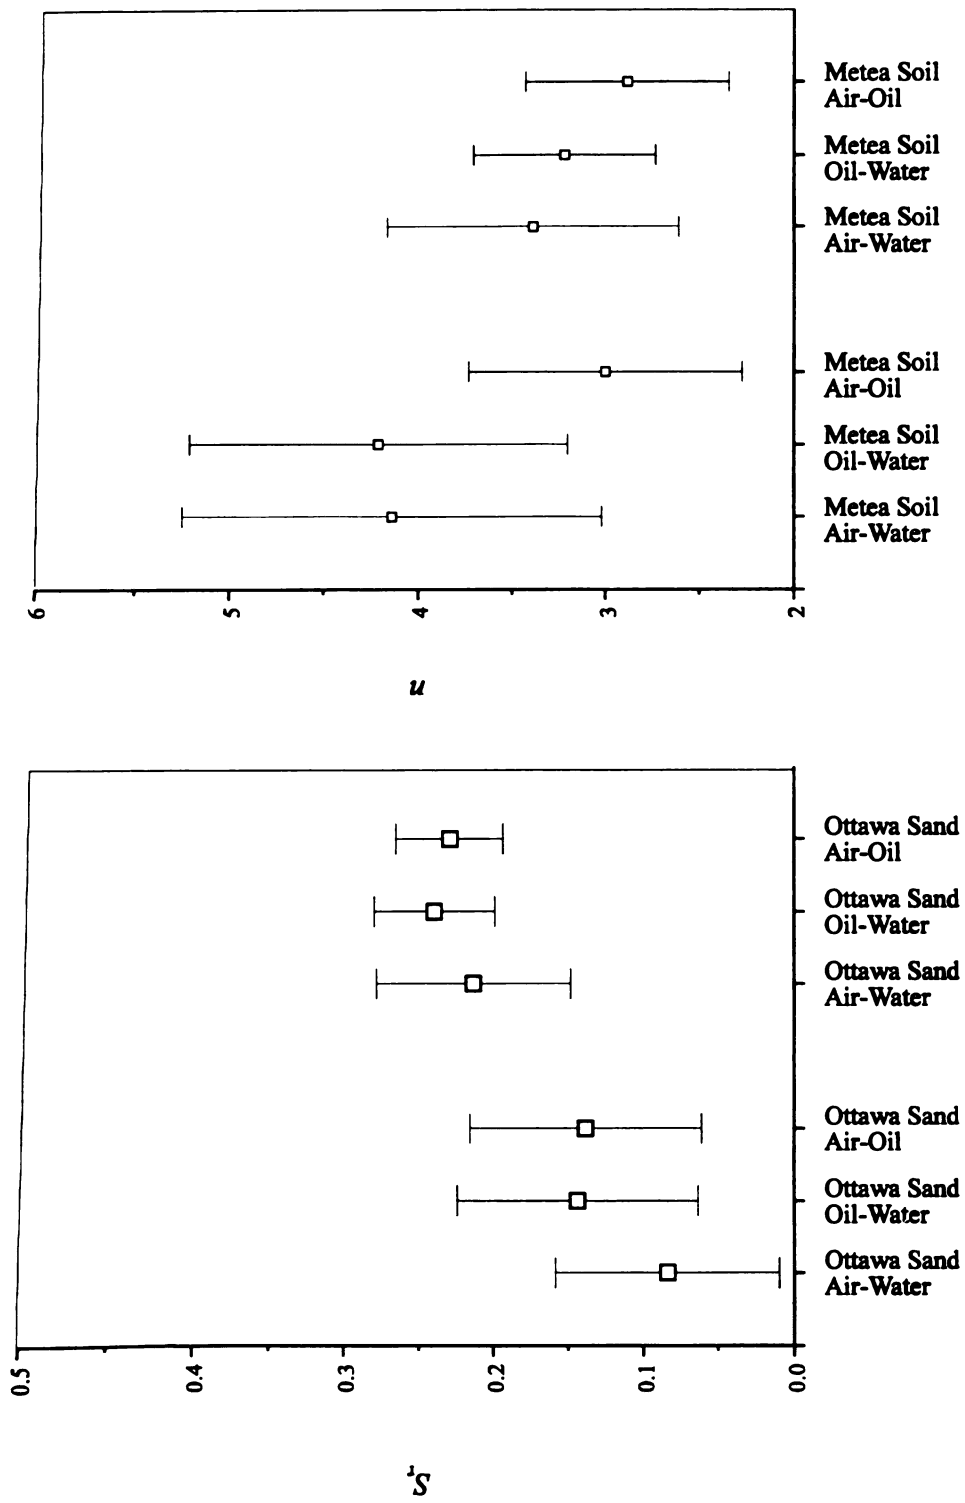 Metea Soil
Air-Oil
Metea Soil
Oil-Water
Metea Soil
Air-Water
Metea Soil
Air-Oil
Metea Soil
Oil-Water
Metea Soil
Air-Water
6
5
4
3
2
n
Ottawa Sand
Air-Oil
Ottawa Sand
Oil-Water
Ottawa Sand
Air-Water
Ottawa Sand
Air-Oil
Ottawa Sand
Oil-Water
Ottawa Sand
Air-Water
0.5
0.4
0.3
0.2
0.1
0.0
Sr